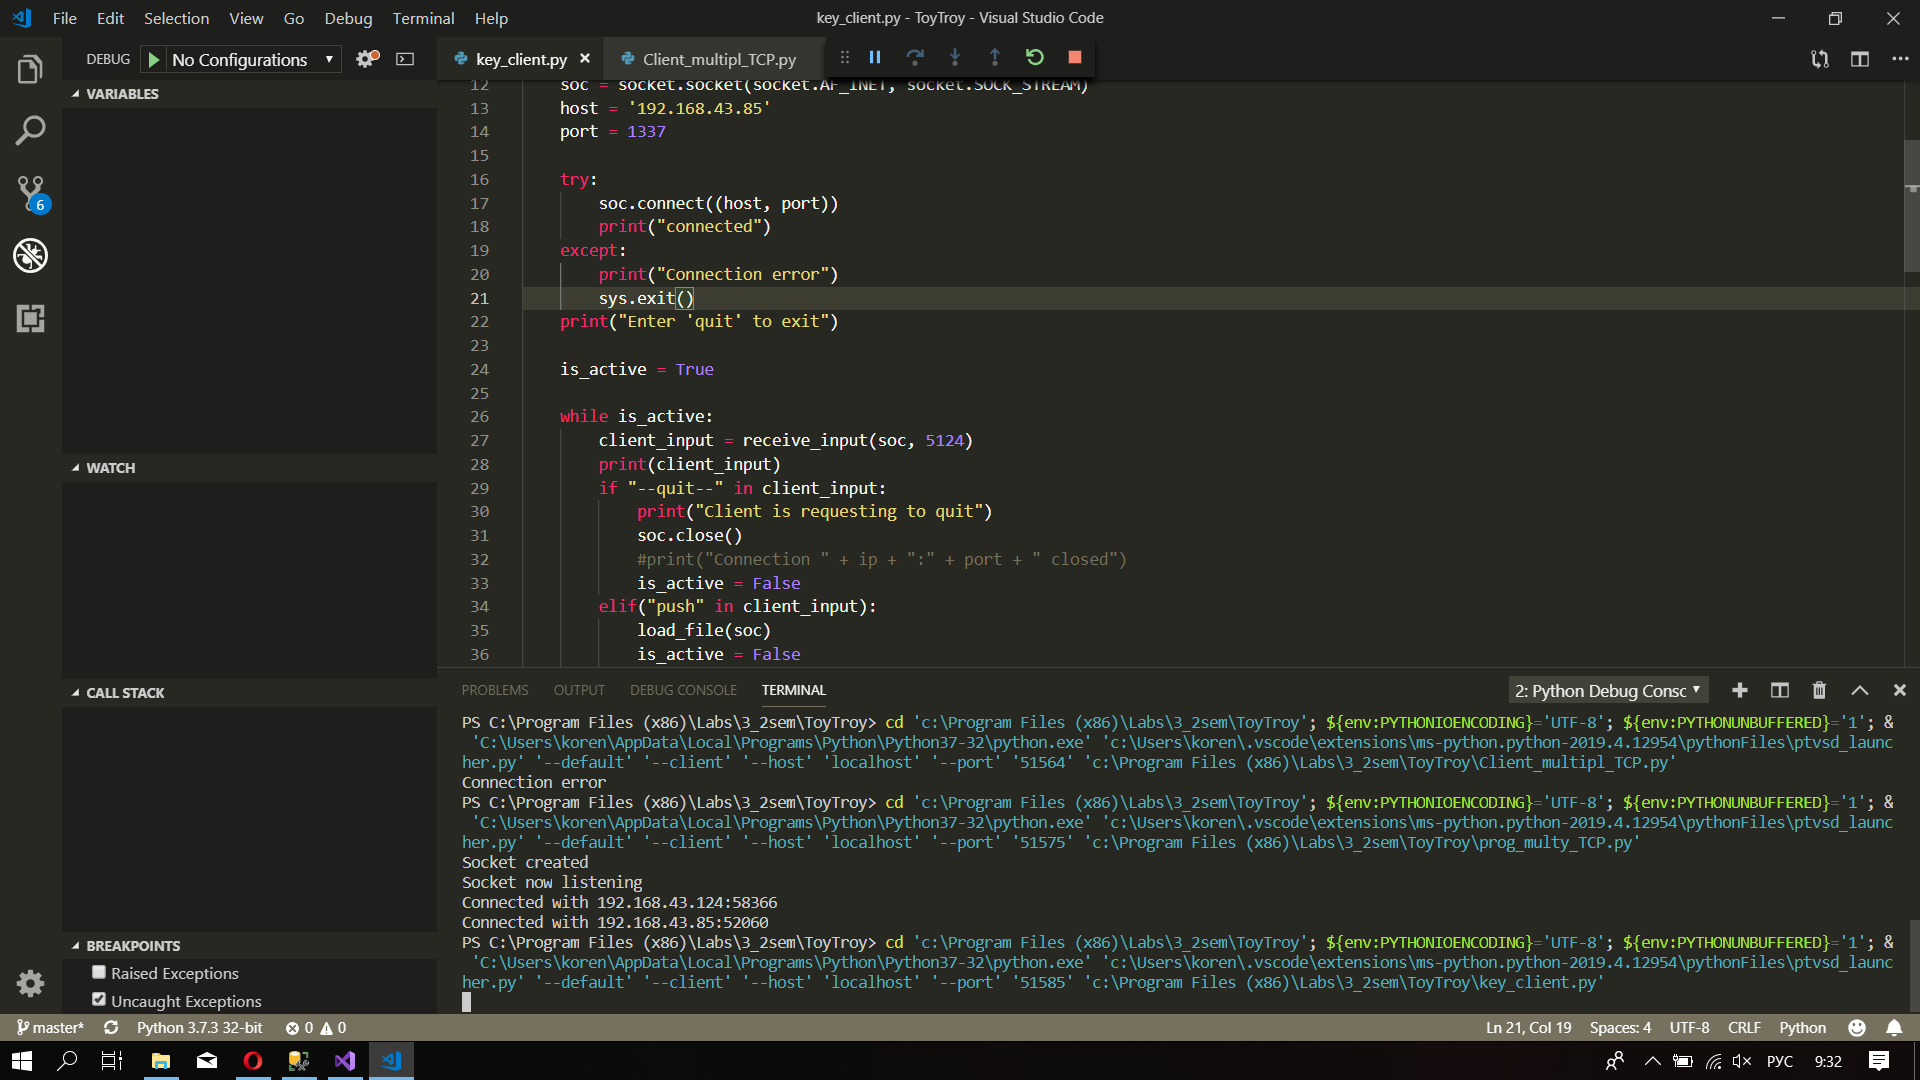 File Edit Selection View Go Debug Terminal Help
key_client.py - ToyTroy - Visual Studio Code
DEBUG No Configurations
key_client.py
Client_multipl_TCP.py
VARIABLES
WATCH
CALL STACK
BREAKPOINTS
Raised Exceptions
Uncaught Exceptions
6
12 soc = socket.socket(socket.AF_INET, socket.SOCK_STREAM)
13 host = '192.168.43.85'
14 port = 1337
15
16 try:
17 soc.connect((host, port))
18 print("connected")
19 except:
20 print("Connection error")
21 sys.exit()
22 print("Enter 'quit' to exit")
23
24 is_active = True
25
26 while is_active:
27 client_input = receive_input(soc, 5124)
28 print(client_input)
29 if "--quit--" in client_input:
30 print("Client is requesting to quit")
31 soc.close()
32 #print("Connection " + ip + ":" + port + " closed")
33 is_active = False
34 elif("push" in client_input):
35 load_file(soc)
36 is_active = False
PROBLEMS OUTPUT DEBUG CONSOLE TERMINAL
2: Python Debug Consc
PS C:\Program Files (x86)\Labs\3_2sem\ToyTroy> cd 'c:\Program Files (x86)\Labs\3_2sem\ToyTroy'; ${env:PYTHONIOENCODING}='UTF-8'; ${env:PYTHONUNBUFFERED}='1'; &
'C:\Users\koren\AppData\Local\Programs\Python\Python37-32\python.exe' 'c:\Users\koren\.vscode\extensions\ms-python.python-2019.4.12954\pythonFiles\ptvsd_launc
her.py' '--default' '--client' '--host' 'localhost' '--port' '51564' 'c:\Program Files (x86)\Labs\3_2sem\ToyTroy\Client_multipl_TCP.py'
Connection error
PS C:\Program Files (x86)\Labs\3_2sem\ToyTroy> cd 'c:\Program Files (x86)\Labs\3_2sem\ToyTroy'; ${env:PYTHONIOENCODING}='UTF-8'; ${env:PYTHONUNBUFFERED}='1'; &
'C:\Users\koren\AppData\Local\Programs\Python\Python37-32\python.exe' 'c:\Users\koren\.vscode\extensions\ms-python.python-2019.4.12954\pythonFiles\ptvsd_launc
her.py' '--default' '--client' '--host' 'localhost' '--port' '51575' 'c:\Program Files (x86)\Labs\3_2sem\ToyTroy\prog_multy_TCP.py'
Socket created
Socket now listening
Connected with 192.168.43.124:58366
Connected with 192.168.43.85:52060
PS C:\Program Files (x86)\Labs\3_2sem\ToyTroy> cd 'c:\Program Files (x86)\Labs\3_2sem\ToyTroy'; ${env:PYTHONIOENCODING}='UTF-8'; ${env:PYTHONUNBUFFERED}='1'; &
'C:\Users\koren\AppData\Local\Programs\Python\Python37-32\python.exe' 'c:\Users\koren\.vscode\extensions\ms-python.python-2019.4.12954\pythonFiles\ptvsd_launc
her.py' '--default' '--client' '--host' 'localhost' '--port' '51585' 'c:\Program Files (x86)\Labs\3_2sem\ToyTroy\key_client.py'
master* Python 3.7.3 32-bit 0 0 Ln 21, Col 19 Spaces: 4 UTF-8 CRLF Python
РУС 9:32